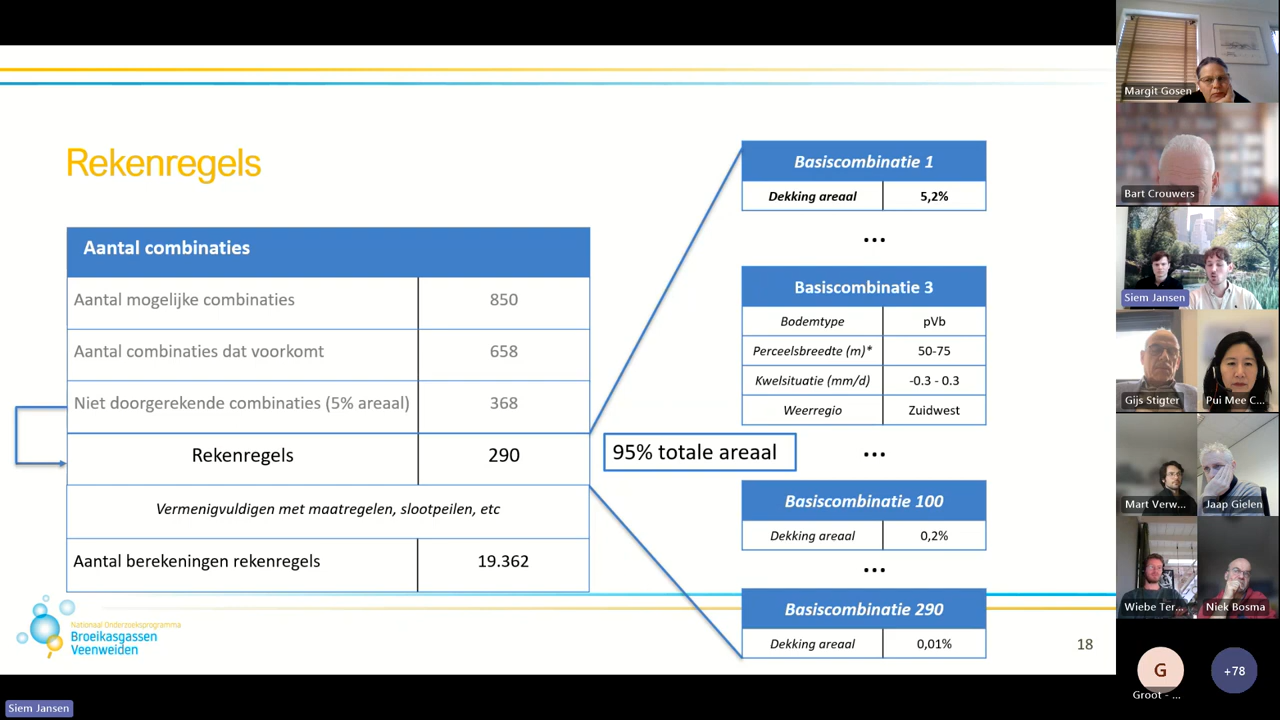 Rekenregels
Aantal combinaties
Aantal mogelijke combinaties 850
Aantal combinaties dat voorkomt 658
Niet doorgerekende combinaties (5% areaal) 368
Rekenregels 290
Vermenigvuldigen met maatregelen, slootpeilen, etc
Aantal berekeningen rekenregels 19.362
95% totale areaal
Basiscombinatie 1
Dekking areaal 5,2%
...
Basiscombinatie 3
Bodemtype pVb
Perceelsbreedte (m)* 50-75
Kwelsituatie (mm/d) -0.3 - 0.3
Weerregio Zuidwest
...
Basiscombinatie 100
Dekking areaal 0,2%
...
Basiscombinatie 290
Dekking areaal 0,01%
Nationaal Onderzoeksprogramma
Broeikasgassen
Veenweiden
18
Margit Gosen
Bart Crouwers
Siem Jansen
Gijs Stigter
Pui Mee C...
Mart Verw...
Jaap Gielen
Wiebe Ter...
Niek Bosma
G
Groot - ...
+78
Siem Jansen